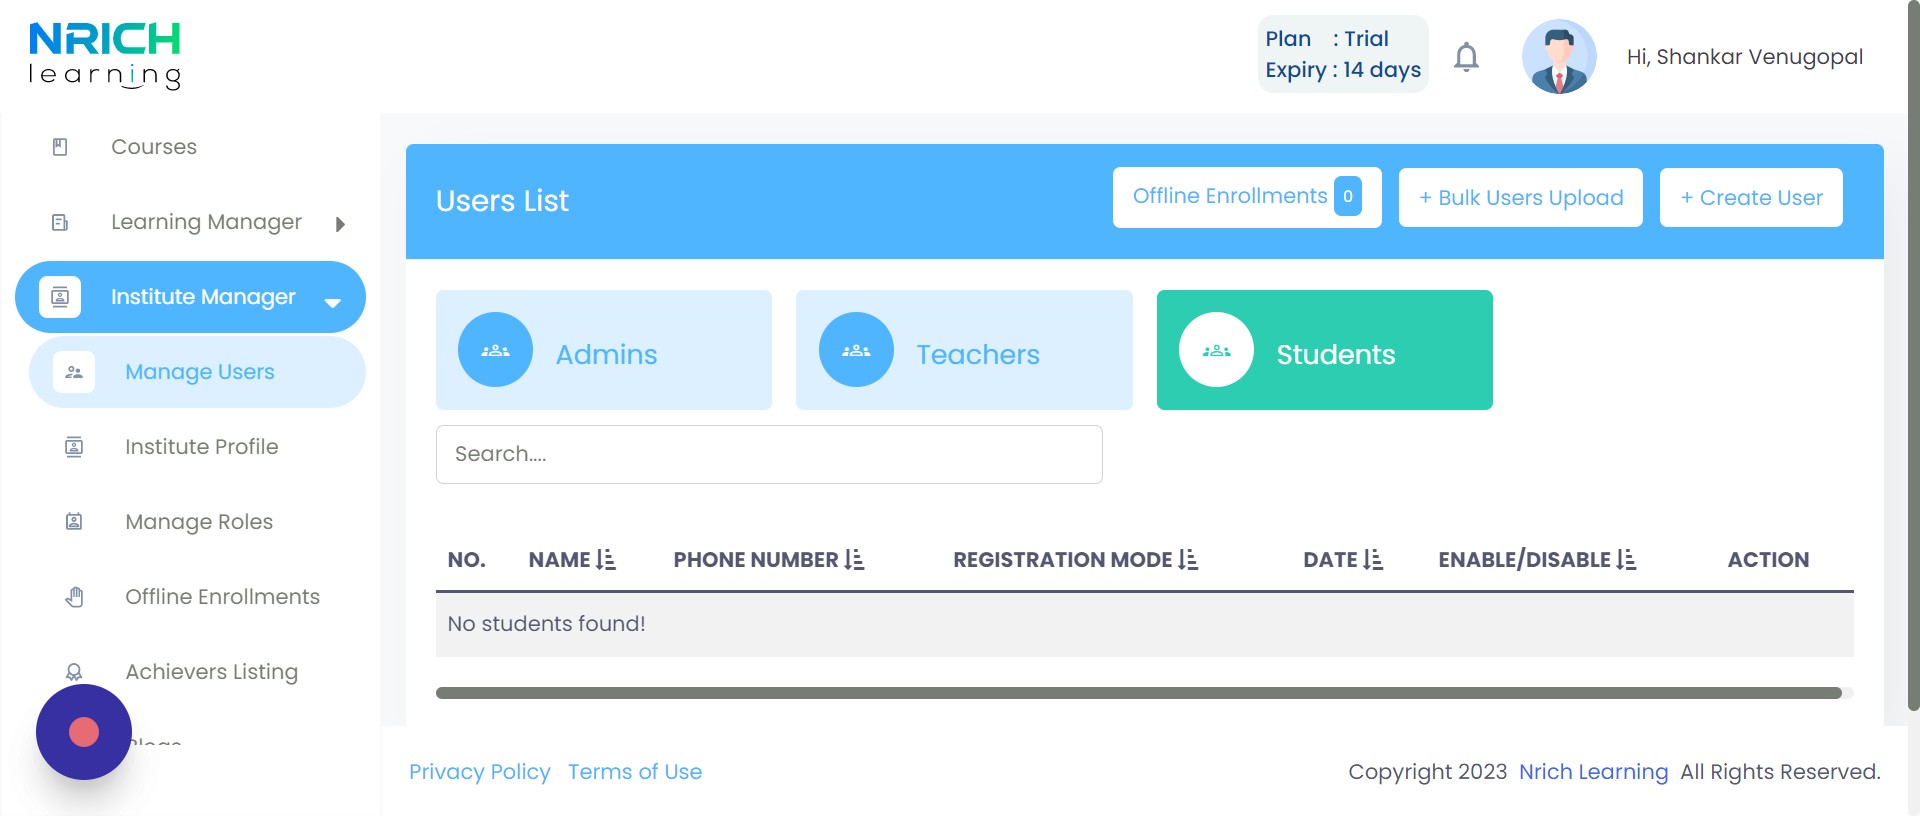 NRICH
learning
Plan : Trial
Expiry : 14 days
Hi, Shankar Venugopal
Courses
Learning Manager
Institute Manager
Manage Users
Institute Profile
Manage Roles
Offline Enrollments
Achievers Listing
Users List
Offline Enrollments 0
+ Bulk Users Upload
+ Create User
Admins
Teachers
Students
Search....
NO. NAME PHONE NUMBER REGISTRATION MODE DATE ENABLE/DISABLE ACTION
No students found!
Privacy Policy Terms of Use
Copyright 2023 Nrich Learning All Rights Reserved.